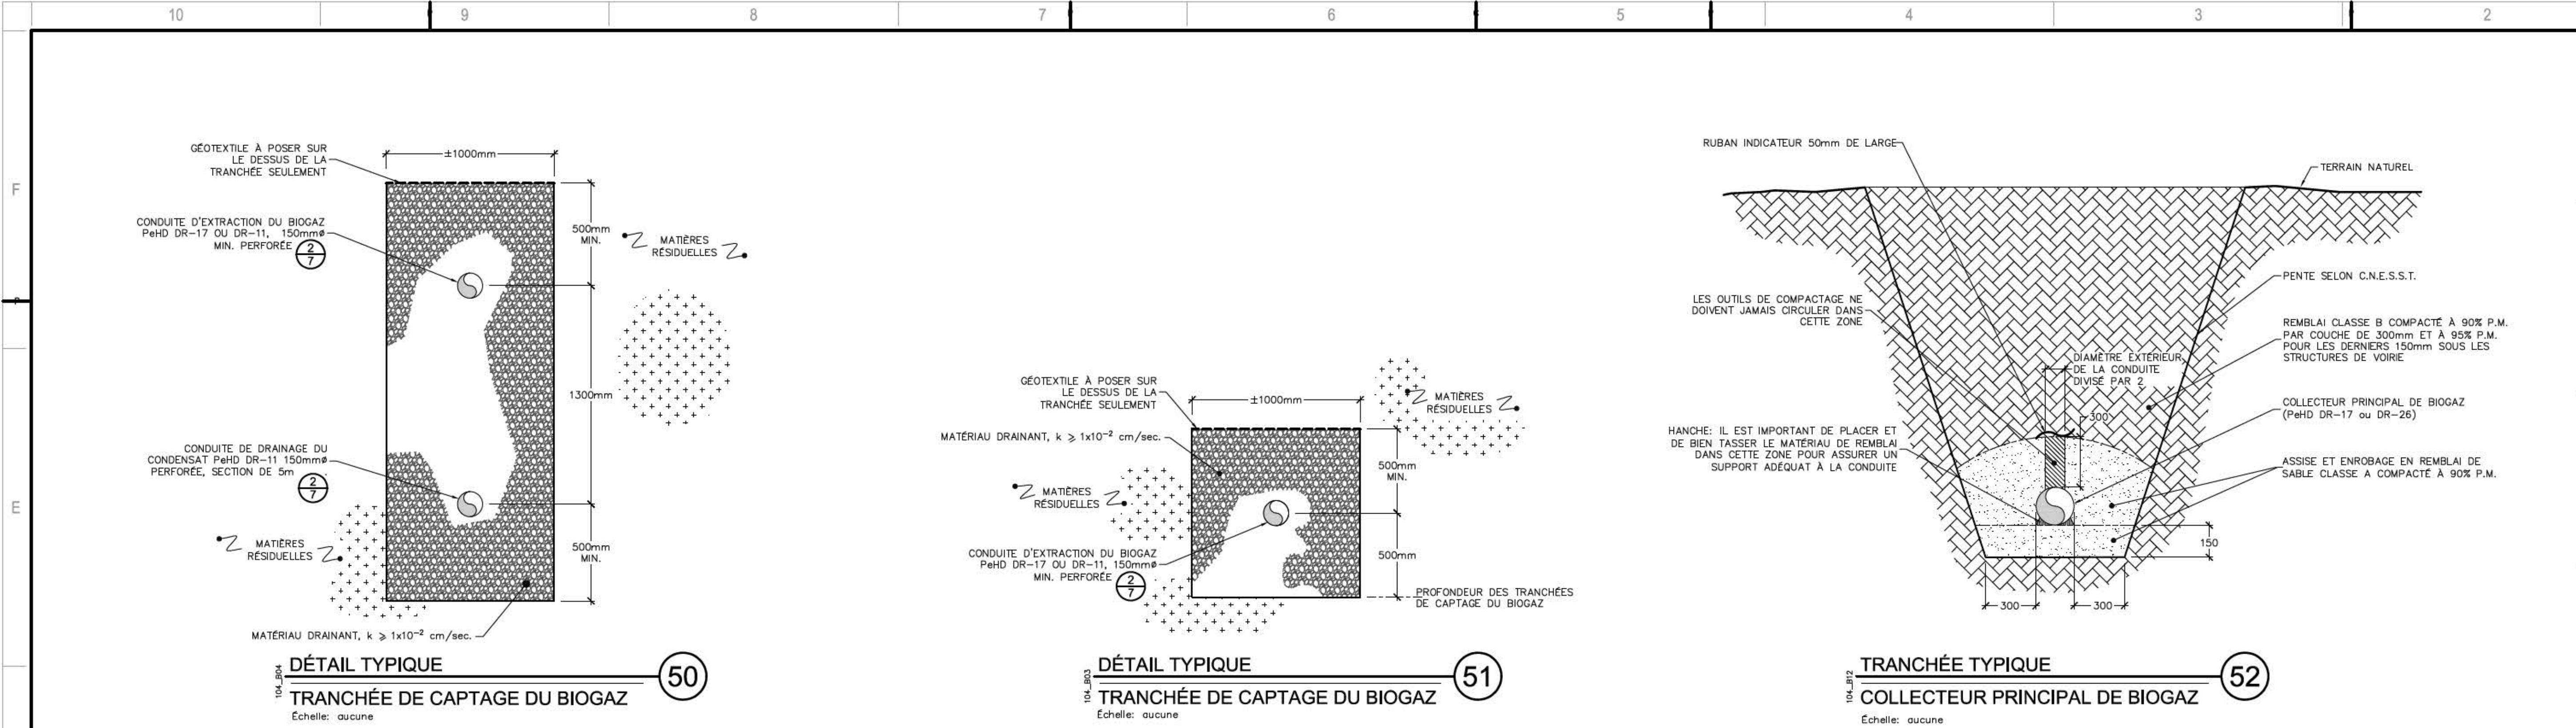 10
9
8
7
6
5
4
3
2
F
E
GÉOTEXTILE À POSER SUR
LE DESSUS DE LA
TRANCHÉE SEULEMENT
±1000mm
CONDUITE D'EXTRACTION DU BIOGAZ
PeHD DR-17 OU DR-11, 150mmø
MIN. PERFORÉE
2
7
500mm
MIN.
MATIÈRES
RÉSIDUELLES
1300mm
CONDUITE DE DRAINAGE DU
CONDENSAT PeHD DR-11 150mmø
PERFORÉE, SECTION DE 5m
2
7
MATIÈRES
RÉSIDUELLES
500mm
MIN.
MATÉRIAU DRAINANT, k ⩾ 1x10⁻² cm/sec.
104_B04
DÉTAIL TYPIQUE
TRANCHÉE DE CAPTAGE DU BIOGAZ
50
Échelle: aucune
GÉOTEXTILE À POSER SUR
LE DESSUS DE LA
TRANCHÉE SEULEMENT
±1000mm
MATIÈRES
RÉSIDUELLES
MATÉRIAU DRAINANT, k ⩾ 1x10⁻² cm/sec.
500mm
MIN.
MATIÈRES
RÉSIDUELLES
CONDUITE D'EXTRACTION DU BIOGAZ
PeHD DR-17 OU DR-11, 150mmø
MIN. PERFORÉE
2
7
500mm
PROFONDEUR DES TRANCHÉES
DE CAPTAGE DU BIOGAZ
104_B03
DÉTAIL TYPIQUE
TRANCHÉE DE CAPTAGE DU BIOGAZ
51
Échelle: aucune
RUBAN INDICATEUR 50mm DE LARGE
TERRAIN NATUREL
PENTE SELON C.N.E.S.S.T.
LES OUTILS DE COMPACTAGE NE
DOIVENT JAMAIS CIRCULER DANS
CETTE ZONE
REMBLAI CLASSE B COMPACTÉ À 90% P.M.
PAR COUCHE DE 300mm ET À 95% P.M.
POUR LES DERNIERS 150mm SOUS LES
STRUCTURES DE VOIRIE
DIAMÈTRE EXTÉRIEUR
DE LA CONDUITE
DIVISÉ PAR 2
300
COLLECTEUR PRINCIPAL DE BIOGAZ
(PeHD DR-17 ou DR-26)
HANCHE: IL EST IMPORTANT DE PLACER ET
DE BIEN TASSER LE MATÉRIAU DE REMBLAI
DANS CETTE ZONE POUR ASSURER UN
SUPPORT ADÉQUAT À LA CONDUITE
ASSISE ET ENROBAGE EN REMBLAI DE
SABLE CLASSE A COMPACTÉ À 90% P.M.
150
300
300
104_B12
TRANCHÉE TYPIQUE
COLLECTEUR PRINCIPAL DE BIOGAZ
52
Échelle: aucune